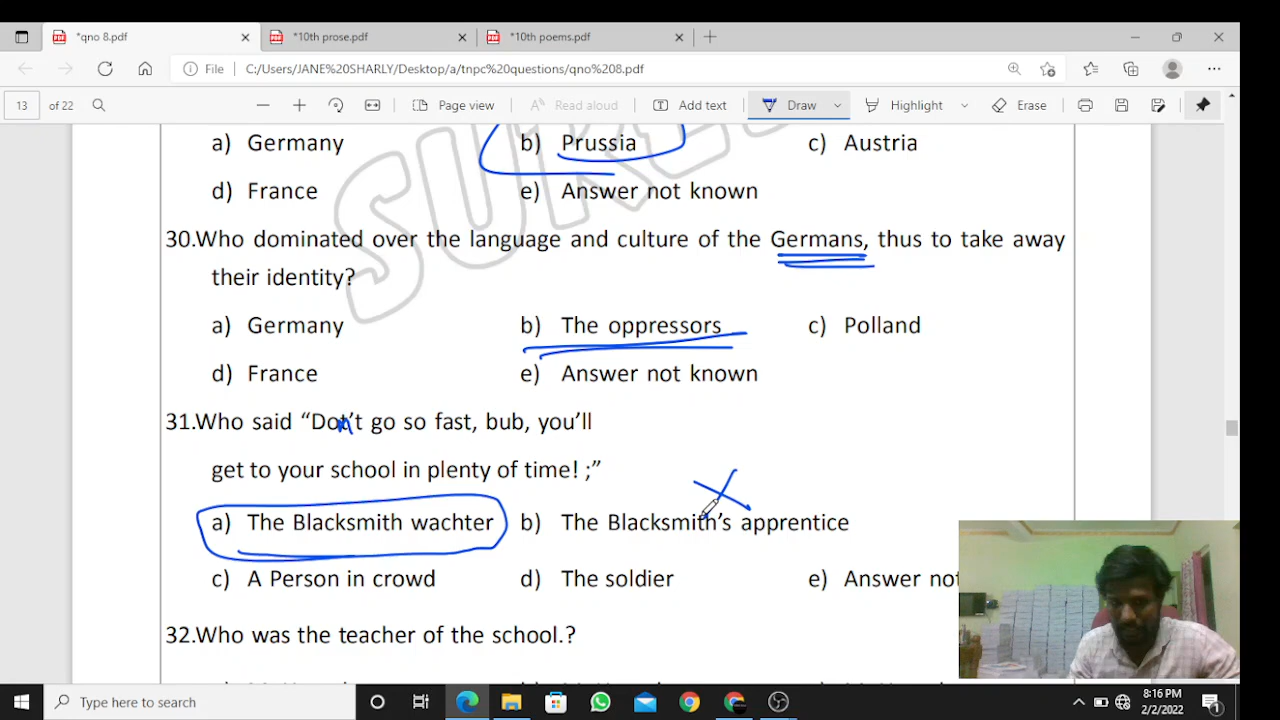 *qno 8.pdf
*10th prose.pdf
*10th poems.pdf
File C:/Users/JANE%20SHARLY/Desktop/a/tnpc%20questions/qno%208.pdf
13 of 22
Page view
Read aloud
Add text
Draw
Highlight
Erase
a) Germany b) Prussia c) Austria
d) France e) Answer not known
30.Who dominated over the language and culture of the Germans, thus to take away
their identity?
a) Germany b) The oppressors c) Polland
d) France e) Answer not known
31.Who said “Dot’t go so fast, bub, you’ll
n
get to your school in plenty of time! ;”
a) The Blacksmith wachter b) The Blacksmith’s apprentice
c) A Person in crowd d) The soldier e) Answer not
32.Who was the teacher of the school.?
Type here to search
8:16 PM
2/2/2022